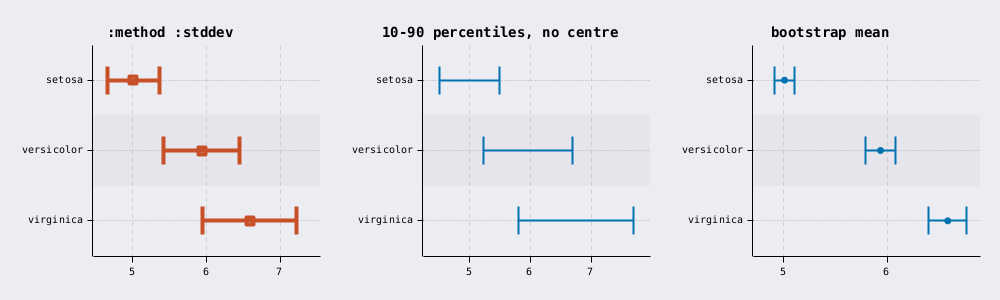 :method :stddev
setosa
versicolor
virginica
5 6 7
10-90 percentiles, no centre
setosa
versicolor
virginica
5 6 7
bootstrap mean
setosa
versicolor
virginica
5 6